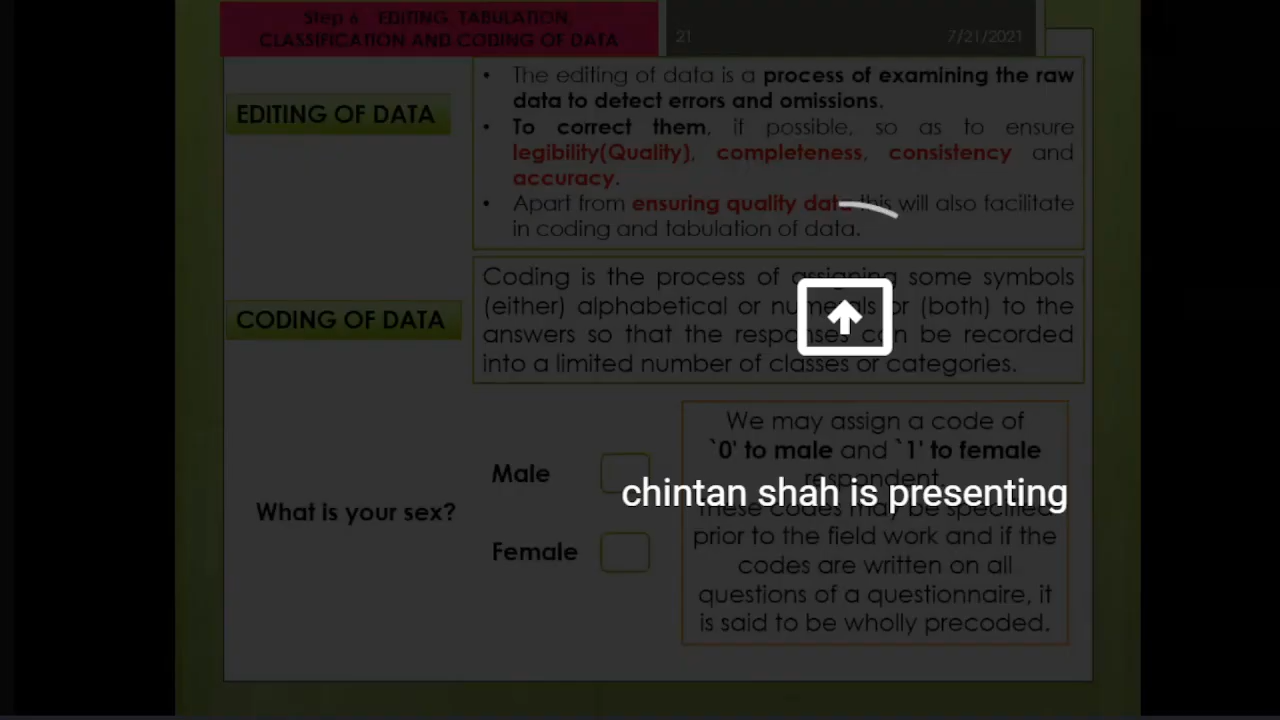 Step 6 EDITING, TABULATION,
CLASSIFICATION AND CODING OF DATA
21
7/21/2021
EDITING OF DATA
• The editing of data is a process of examining the raw
data to detect errors and omissions.
• To correct them, if possible, so as to ensure
legibility(Quality), completeness, consistency and
accuracy.
• Apart from ensuring quality data this will also facilitate
in coding and tabulation of data.
CODING OF DATA
Coding is the process of assigning some symbols
(either) alphabetical or numerals or (both) to the
answers so that the responses can be recorded
into a limited number of classes or categories.
What is your sex?
Male
Female
We may assign a code of
`0' to male and `1' to female
respondent.
These codes may be specified
prior to the field work and if the
codes are written on all
questions of a questionnaire, it
is said to be wholly precoded.
chintan shah is presenting